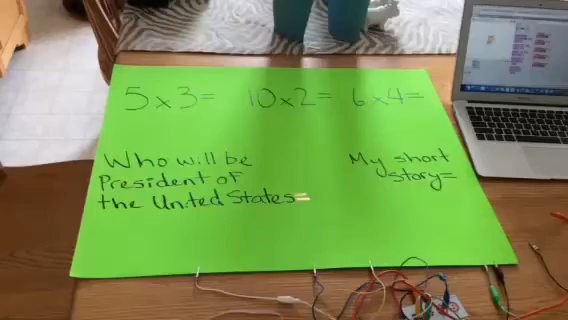 5x3= 10x2= 6x4=
Who will be
President of
the United States=
My short
story=